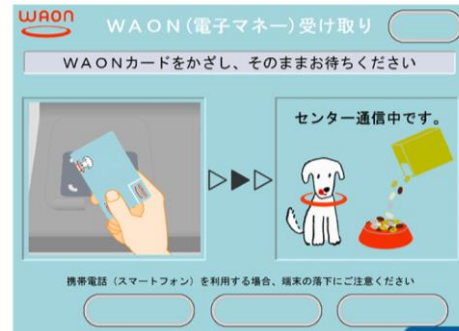 WAON
WAON(電子マネー)受け取り
WAONカードをかざし、そのままお待ちください
センター通信中です。
携帯電話(スマートフォン)を利用する場合、端末の落下にご注意ください